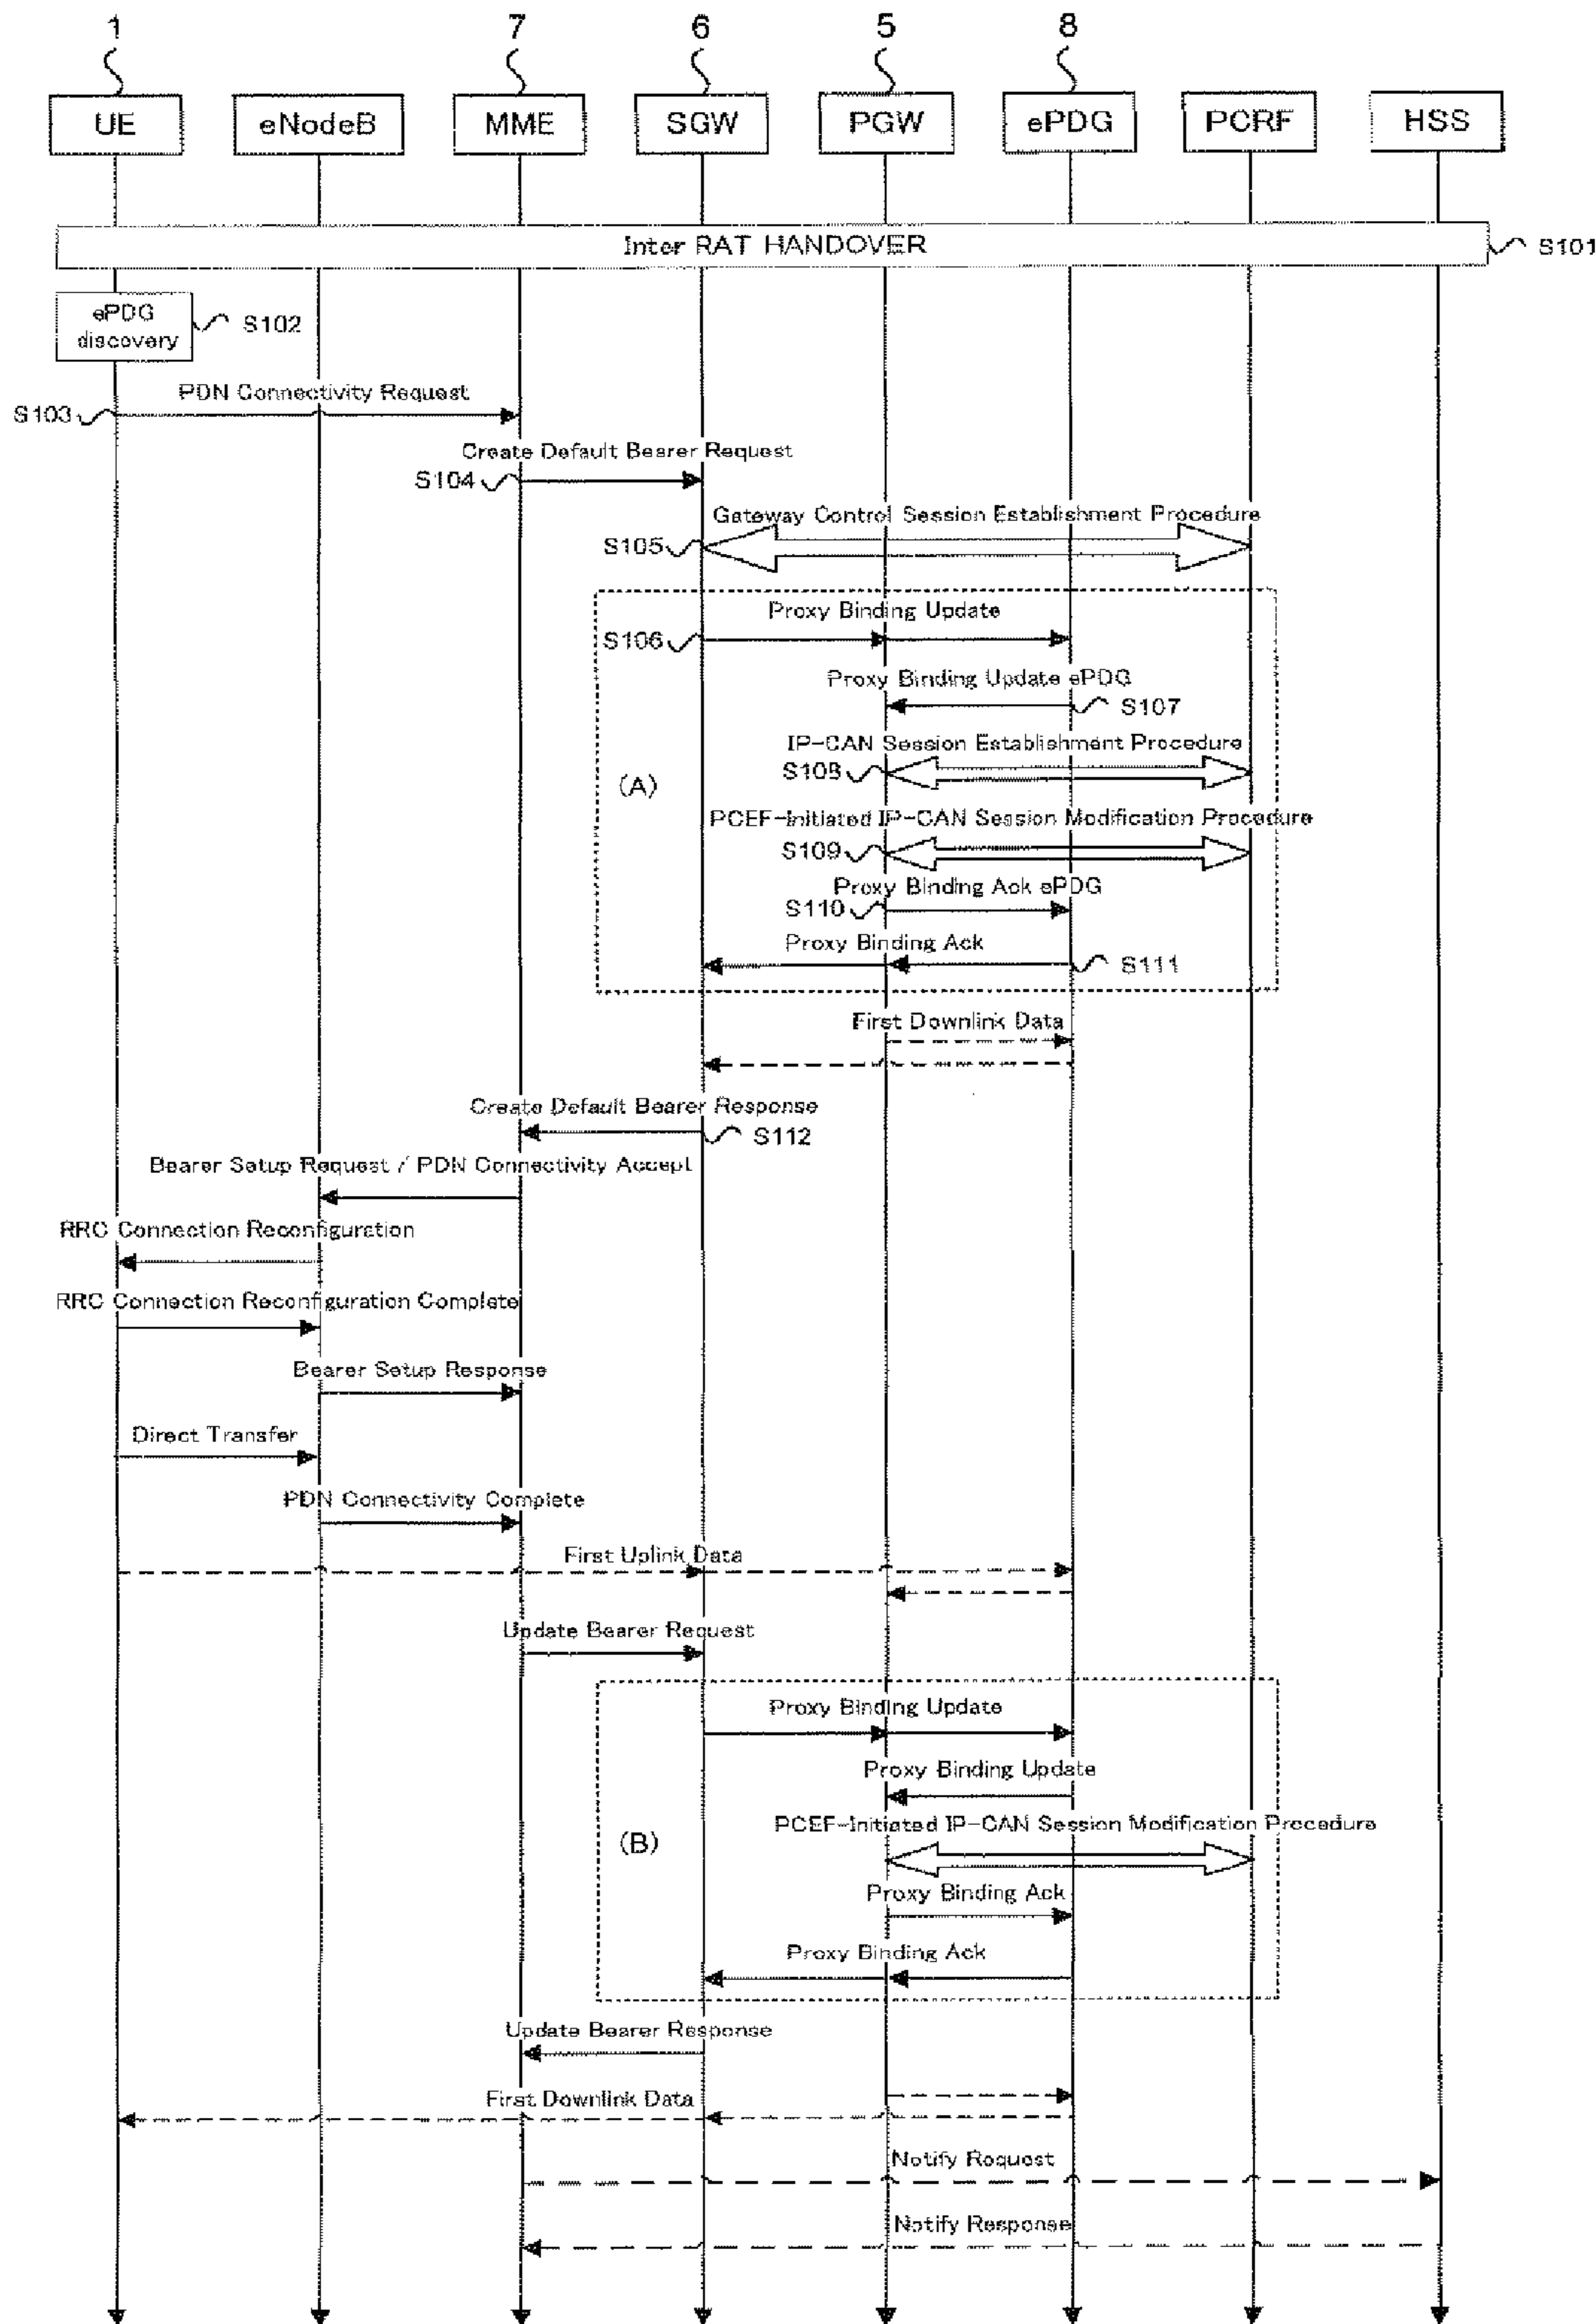 1 7 6 5 8
UE eNodeB MME SGW PGW ePDG PCRF HSS
Inter RAT HANDOVER S101
ePDG
discovery
S102
PDN Connectivity Request
S103
Create Default Bearer Request
S104
Gateway Control Session Establishment Procedure
S105
Proxy Binding Update
S106
Proxy Binding Update ePDG
S107
IP-CAN Session Establishment Procedure
S108
(A)
PCEF-Initiated IP-CAN Session Modification Procedure
S109
Proxy Binding Ack ePDG
S110
Proxy Binding Ack
S111
First Downlink Data
Create Default Bearer Response
S112
Bearer Setup Request / PDN Connectivity Accept
RRC Connection Reconfiguration
RRC Connection Reconfiguration Complete
Bearer Setup Response
Direct Transfer
PDN Connectivity Complete
First Uplink Data
Update Bearer Request
Proxy Binding Update
Proxy Binding Update
PCEF-Initiated IP-CAN Session Modification Procedure
(B)
Proxy Binding Ack
Proxy Binding Ack
Update Bearer Response
First Downlink Data
Notify Request
Notify Response